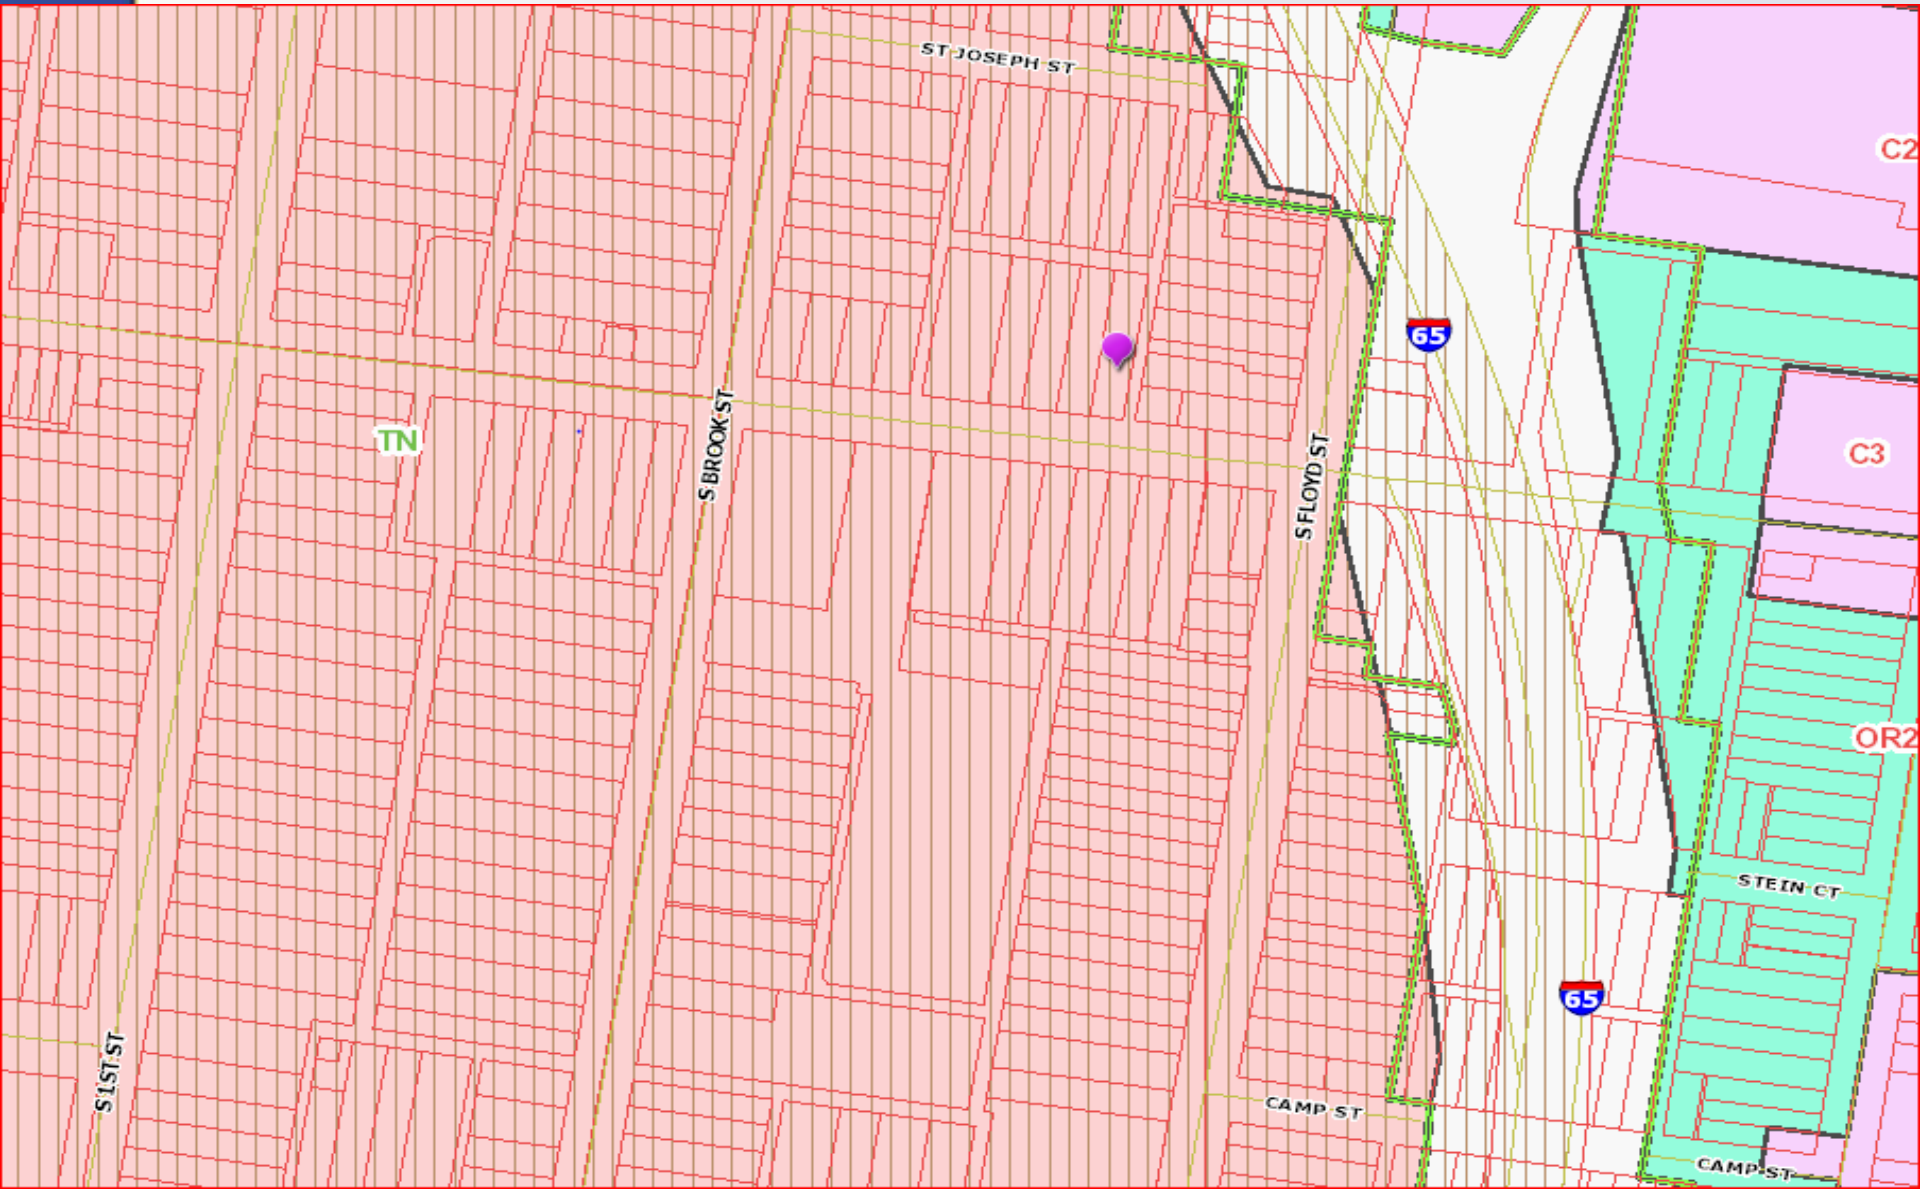 ST JOSEPH ST
C2
65
TN
S BROOK ST
C3
S FLOYD ST
OR2
STEIN CT
65
S 1ST ST
CAMP ST
CAMP ST